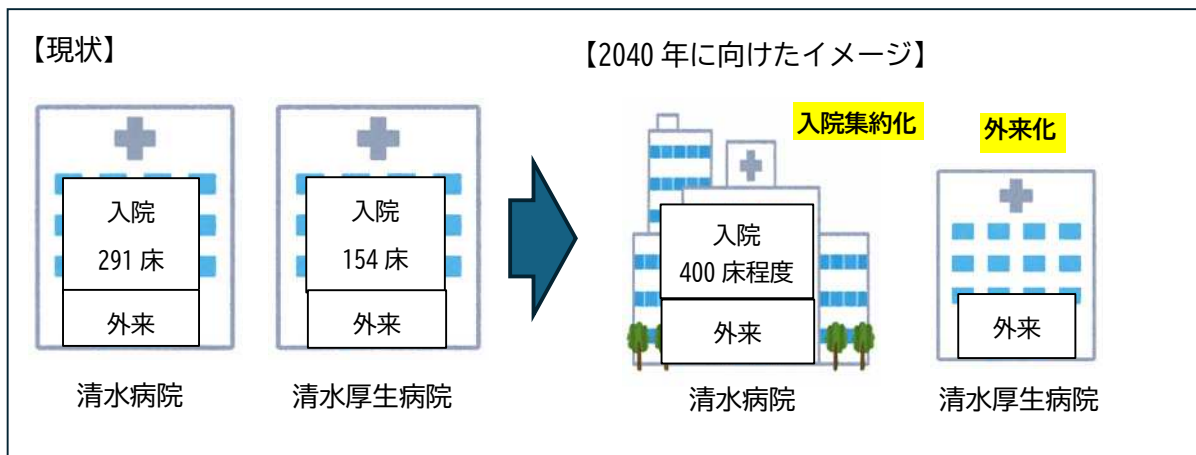 【現状】
【2040年に向けたイメージ】
入院集約化
外来化
入院
291床
外来
入院
154床
外来
入院
400床程度
外来
外来
清水病院
清水厚生病院
清水病院
清水厚生病院